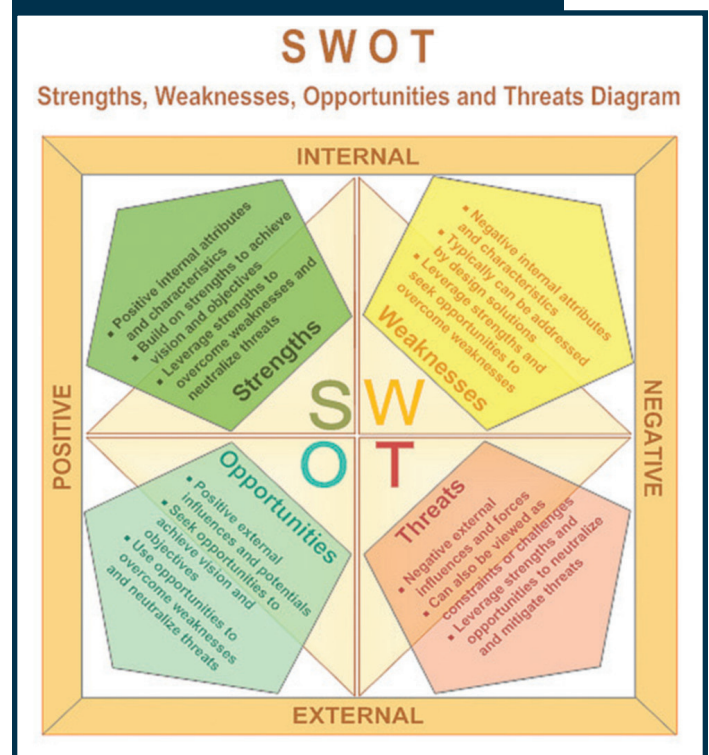 S W O T
Strengths, Weaknesses, Opportunities and Threats Diagram
INTERNAL
POSITIVE
NEGATIVE
▪ Positive internal attributes
and characteristics
▪ Build on strengths to achieve
vision and objectives
▪ Leverage strengths to
overcome weaknesses and
neutralize threats
Strengths
▪ Negative internal attributes
and characteristics
▪ Typically can be addressed
by design solutions
▪ Leverage strengths and
seek opportunities to
overcome weaknesses
Weaknesses
S W
O T
Opportunities
▪ Positive external
influences and potentials
▪ Seek opportunities to
achieve vision and
objectives
▪ Use opportunities to
overcome weaknesses
and neutralize threats
Threats
▪ Negative external
influences and forces
▪ Can also be viewed as
constraints or challenges
▪ Leverage strengths and
opportunities to neutralize
and mitigate threats
EXTERNAL